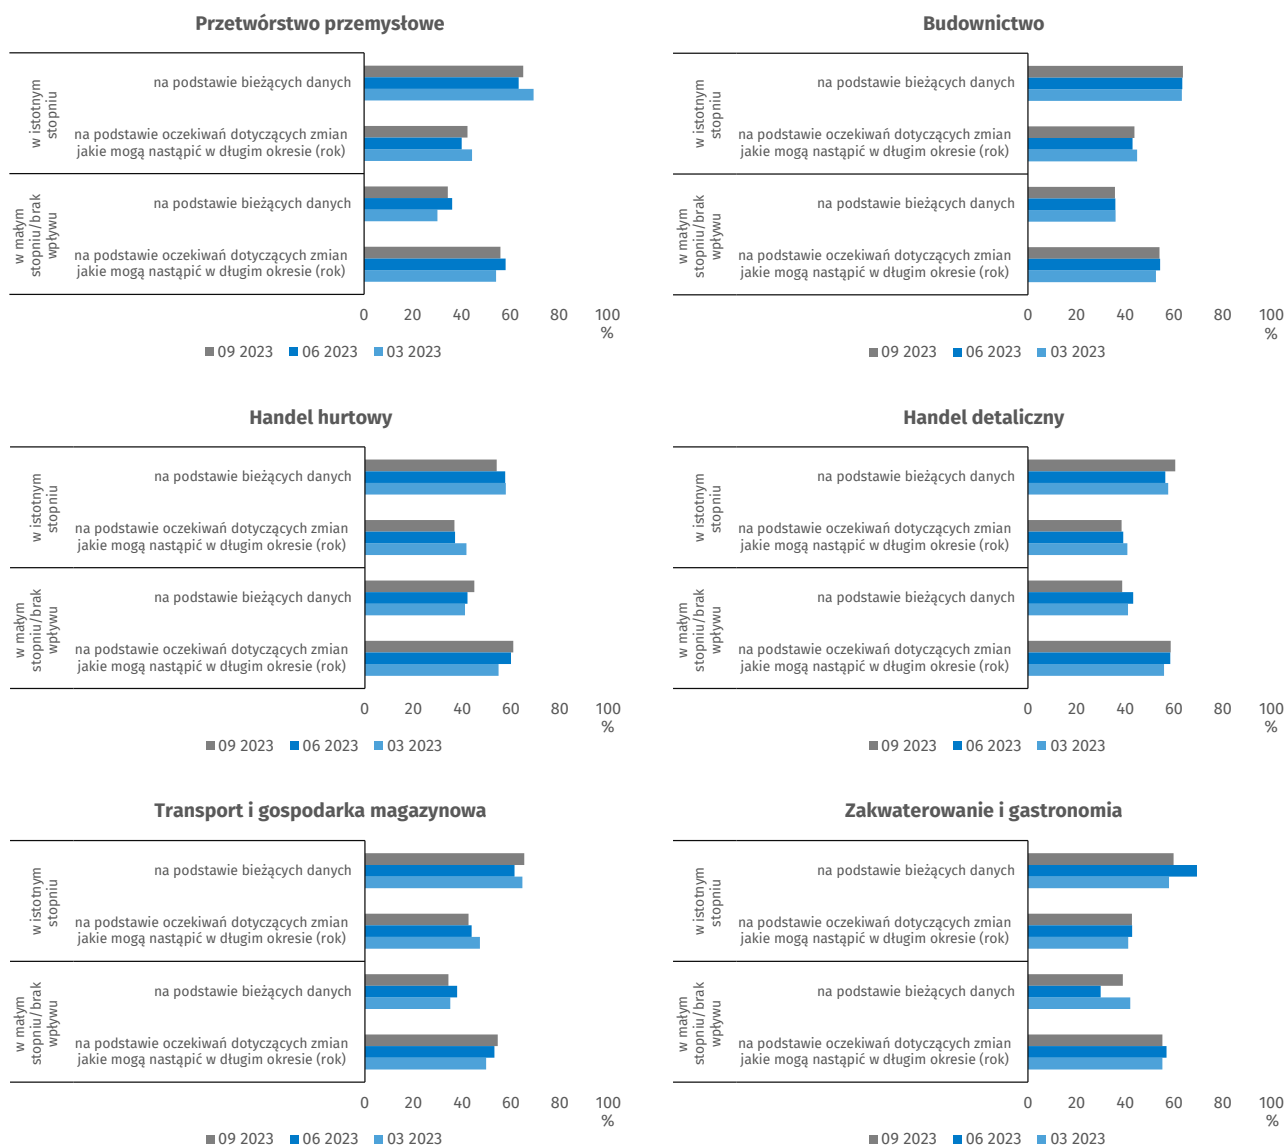 Przetwórstwo przemysłowe
w istotnym
stopniu
na podstawie bieżących danych
na podstawie oczekiwań dotyczących zmian
jakie mogą nastąpić w długim okresie (rok)
w małym
stopniu/brak
wpływu
na podstawie bieżących danych
na podstawie oczekiwań dotyczących zmian
jakie mogą nastąpić w długim okresie (rok)
0 20 40 60 80 100
%
09 2023 06 2023 03 2023
Budownictwo
w istotnym
stopniu
na podstawie bieżących danych
na podstawie oczekiwań dotyczących zmian
jakie mogą nastąpić w długim okresie (rok)
w małym
stopniu/brak
wpływu
na podstawie bieżących danych
na podstawie oczekiwań dotyczących zmian
jakie mogą nastąpić w długim okresie (rok)
0 20 40 60 80 100
%
09 2023 06 2023 03 2023
Handel hurtowy
w istotnym
stopniu
na podstawie bieżących danych
na podstawie oczekiwań dotyczących zmian
jakie mogą nastąpić w długim okresie (rok)
w małym
stopniu/brak
wpływu
na podstawie bieżących danych
na podstawie oczekiwań dotyczących zmian
jakie mogą nastąpić w długim okresie (rok)
0 20 40 60 80 100
%
09 2023 06 2023 03 2023
Handel detaliczny
w istotnym
stopniu
na podstawie bieżących danych
na podstawie oczekiwań dotyczących zmian
jakie mogą nastąpić w długim okresie (rok)
w małym
stopniu/brak
wpływu
na podstawie bieżących danych
na podstawie oczekiwań dotyczących zmian
jakie mogą nastąpić w długim okresie (rok)
0 20 40 60 80 100
%
09 2023 06 2023 03 2023
Transport i gospodarka magazynowa
w istotnym
stopniu
na podstawie bieżących danych
na podstawie oczekiwań dotyczących zmian
jakie mogą nastąpić w długim okresie (rok)
w małym
stopniu/brak
wpływu
na podstawie bieżących danych
na podstawie oczekiwań dotyczących zmian
jakie mogą nastąpić w długim okresie (rok)
0 20 40 60 80 100
%
09 2023 06 2023 03 2023
Zakwaterowanie i gastronomia
w istotnym
stopniu
na podstawie bieżących danych
na podstawie oczekiwań dotyczących zmian
jakie mogą nastąpić w długim okresie (rok)
w małym
stopniu/brak
wpływu
na podstawie bieżących danych
na podstawie oczekiwań dotyczących zmian
jakie mogą nastąpić w długim okresie (rok)
0 20 40 60 80 100
%
09 2023 06 2023 03 2023